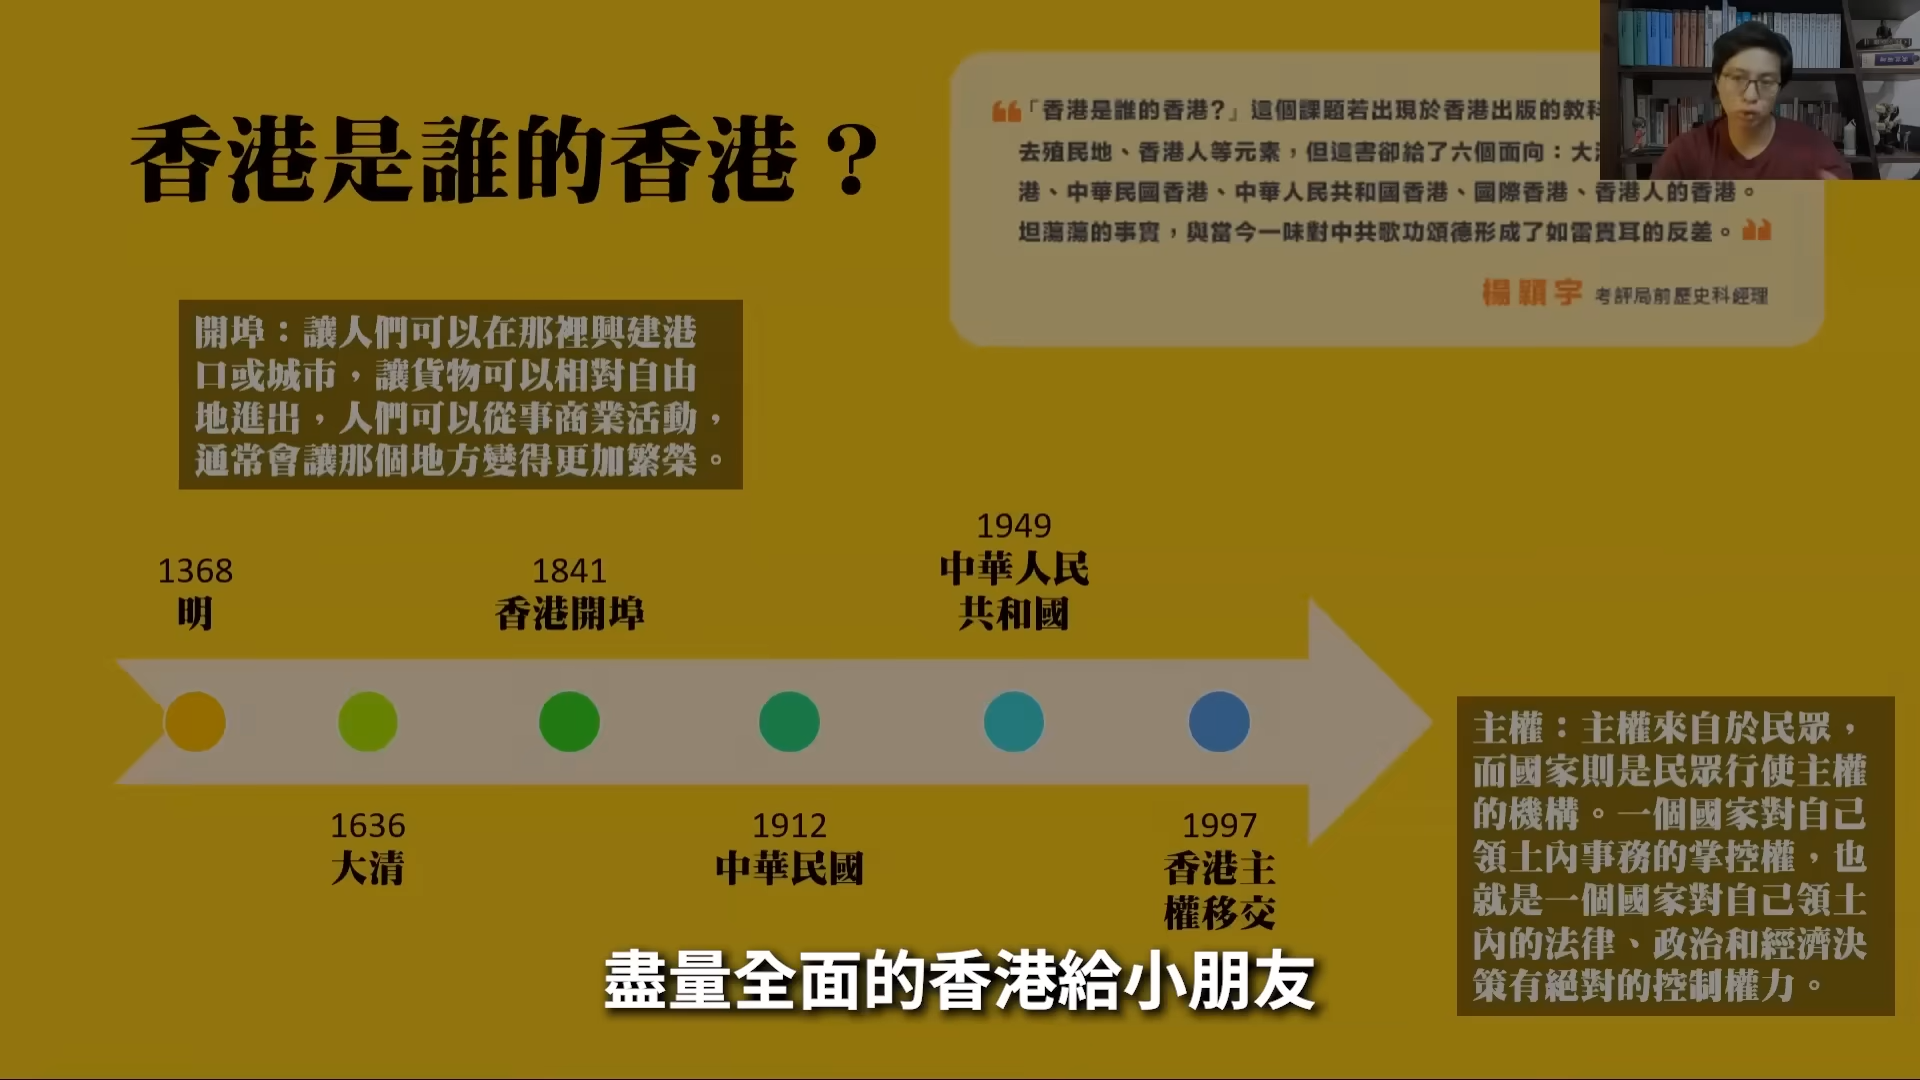 香港是誰的香港？
「香港是誰的香港？」這個課題若出現於香港出版的教科
去殖民地、香港人等元素，但這書卻給了六個面向：大
港、中華民國香港、中華人民共和國香港、國際香港、香港人的香港。
坦蕩蕩的事實，與當今一味對中共歌功頌德形成了如雷貫耳的反差。
楊穎宇 考評局前歷史科經理
開埠：讓人們可以在那裡興建港
口或城市，讓貨物可以相對自由
地進出，人們可以從事商業活動，
通常會讓那個地方變得更加繁榮。
1368
明
1841
香港開埠
1949
中華人民
共和國
1636
大清
1912
中華民國
1997
香港主
權移交
主權：主權來自於民眾，
而國家則是民眾行使主權
的機構。一個國家對自己
領土內事務的掌控權，也
就是一個國家對自己領土
內的法律、政治和經濟決
策有絕對的控制權力。
盡量全面的香港給小朋友